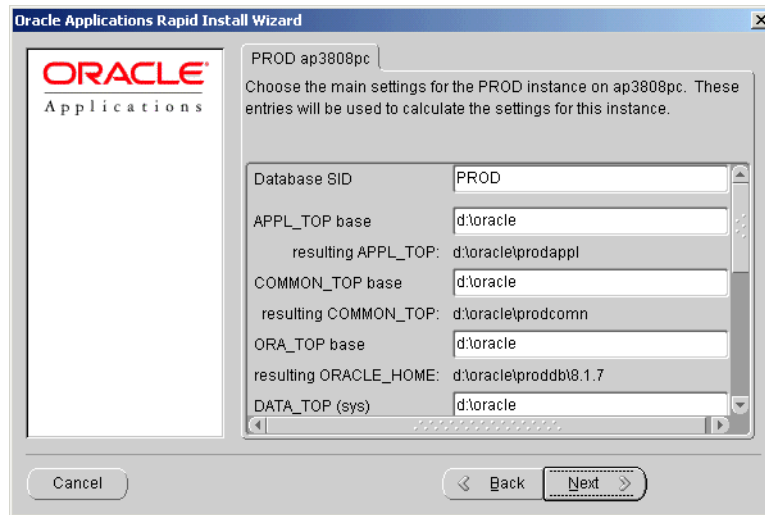 Oracle Applications Rapid Install Wizard
ORACLE®
Applications
PROD ap3808pc
Choose the main settings for the PROD instance on ap3808pc. These
entries will be used to calculate the settings for this instance.
Database SID PROD
APPL_TOP base d:\oracle
resulting APPL_TOP: d:\oracle\prodappl
COMMON_TOP base d:\oracle
resulting COMMON_TOP: d:\oracle\prodcomn
ORA_TOP base d:\oracle
resulting ORACLE_HOME: d:\oracle\proddb\8.1.7
DATA_TOP (sys) d:\oracle
Cancel Back Next